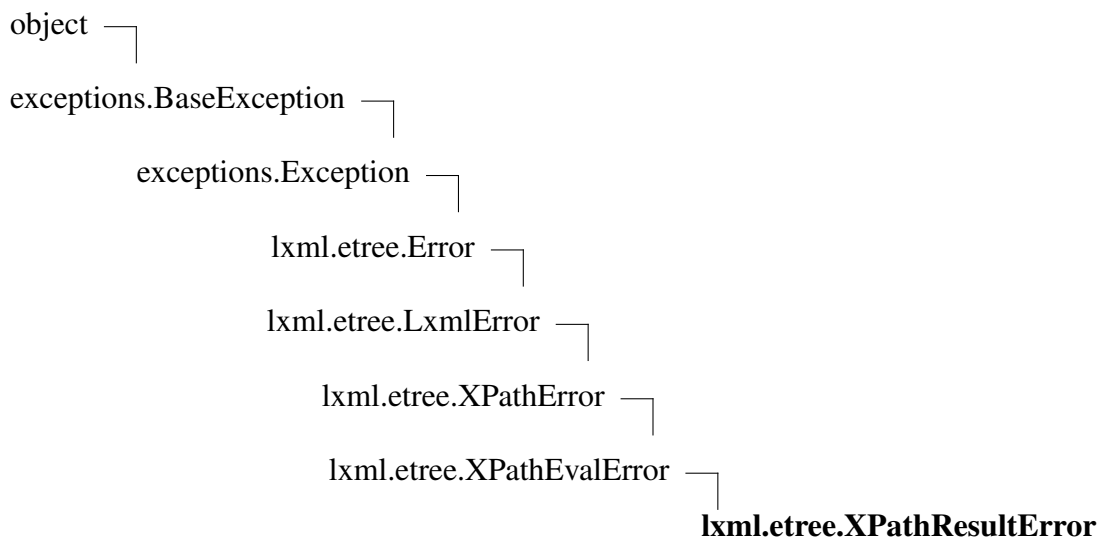 object
exceptions.BaseException
exceptions.Exception
lxml.etree.Error
lxml.etree.LxmlError
lxml.etree.XPathError
lxml.etree.XPathEvalError
lxml.etree.XPathResultError